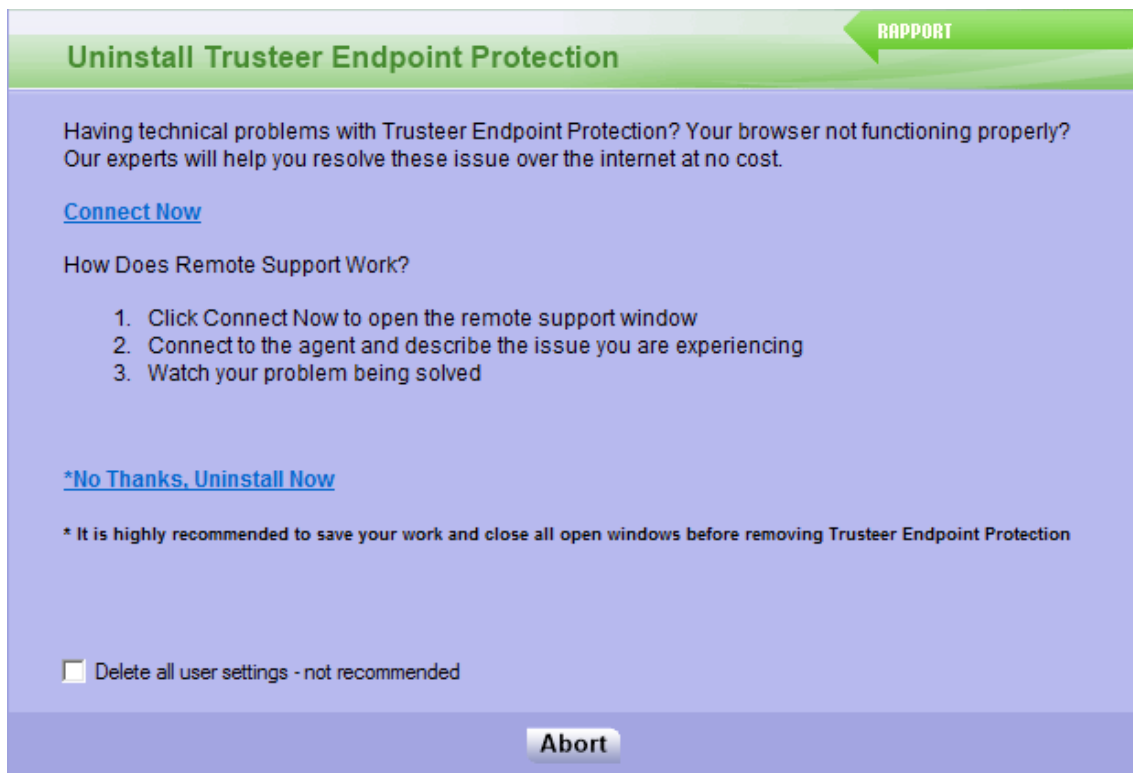 RAPPORT
Uninstall Trusteer Endpoint Protection
Having technical problems with Trusteer Endpoint Protection? Your browser not functioning properly?
Our experts will help you resolve these issue over the internet at no cost.
Connect Now
How Does Remote Support Work?
1. Click Connect Now to open the remote support window
2. Connect to the agent and describe the issue you are experiencing
3. Watch your problem being solved
*No Thanks, Uninstall Now
* It is highly recommended to save your work and close all open windows before removing Trusteer Endpoint Protection
Delete all user settings - not recommended
Abort